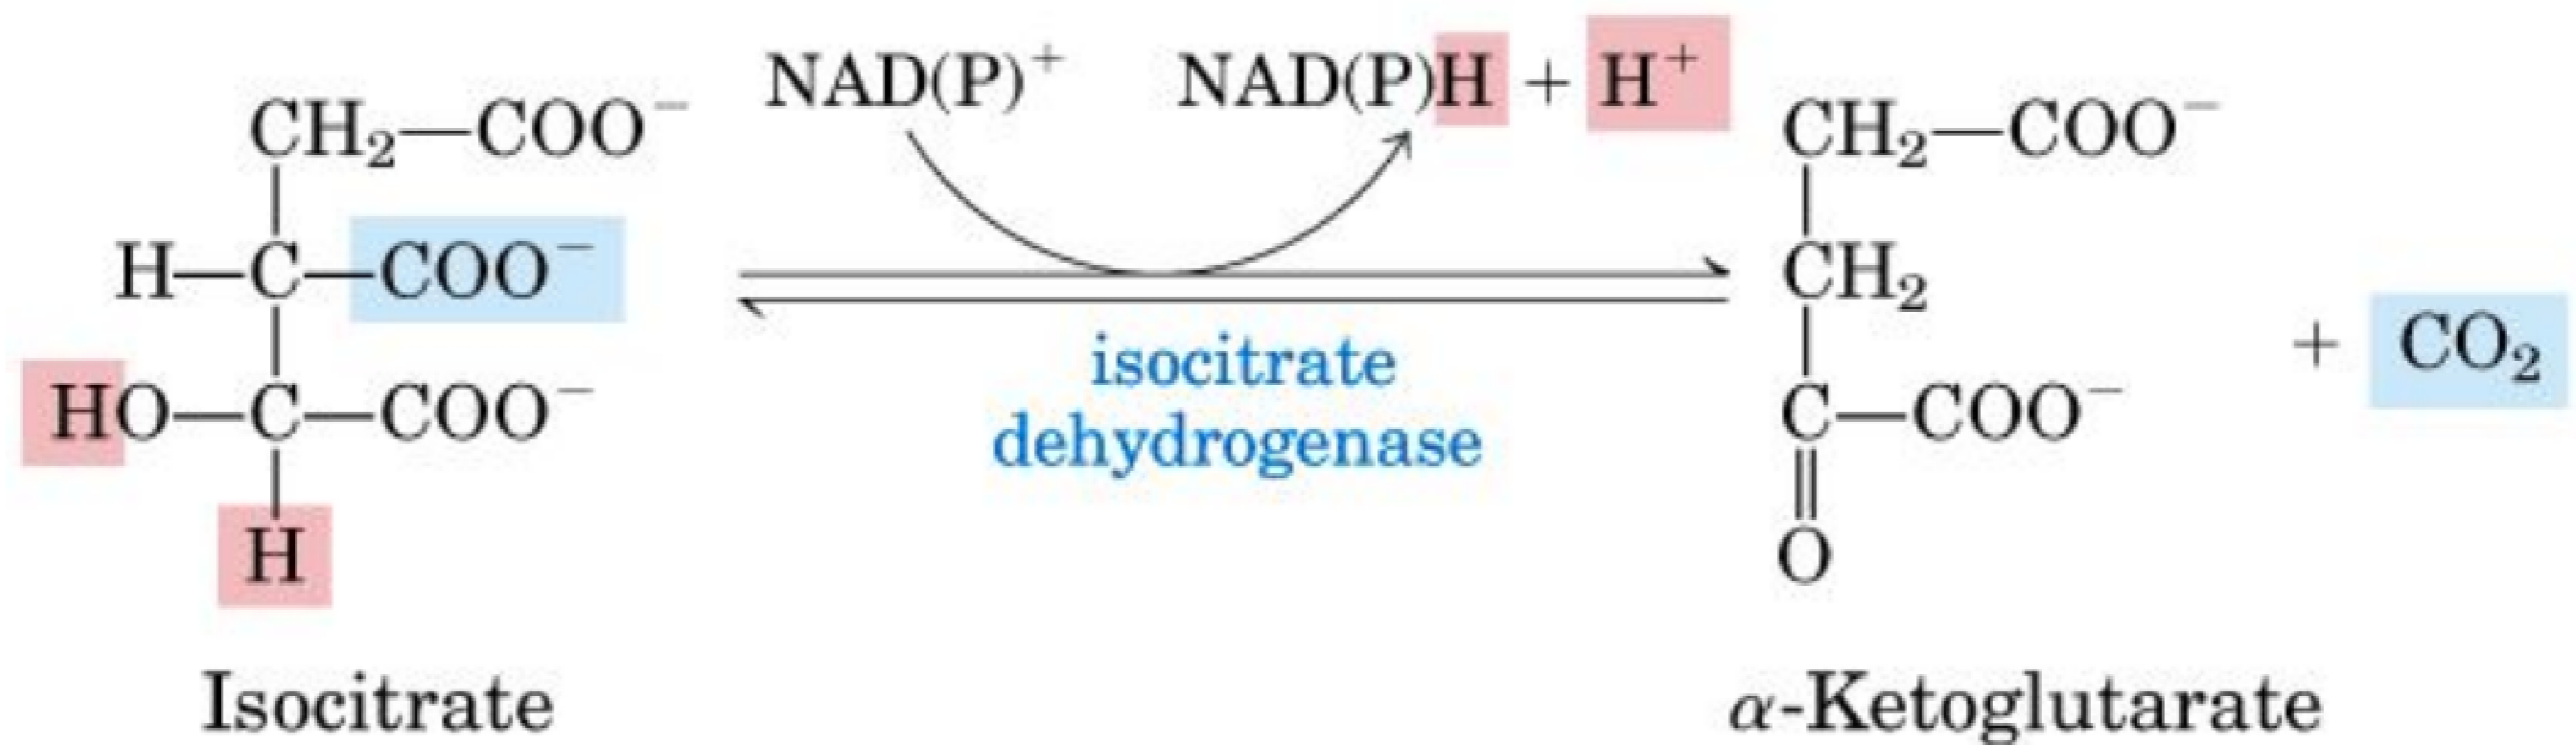 NAD(P)⁺ NAD(P)H + H⁺
CH₂—COO⁻ CH₂—COO⁻
H—C—COO⁻ CH₂
isocitrate + CO₂
HO—C—COO⁻ dehydrogenase C—COO⁻
H O
Isocitrate α-Ketoglutarate